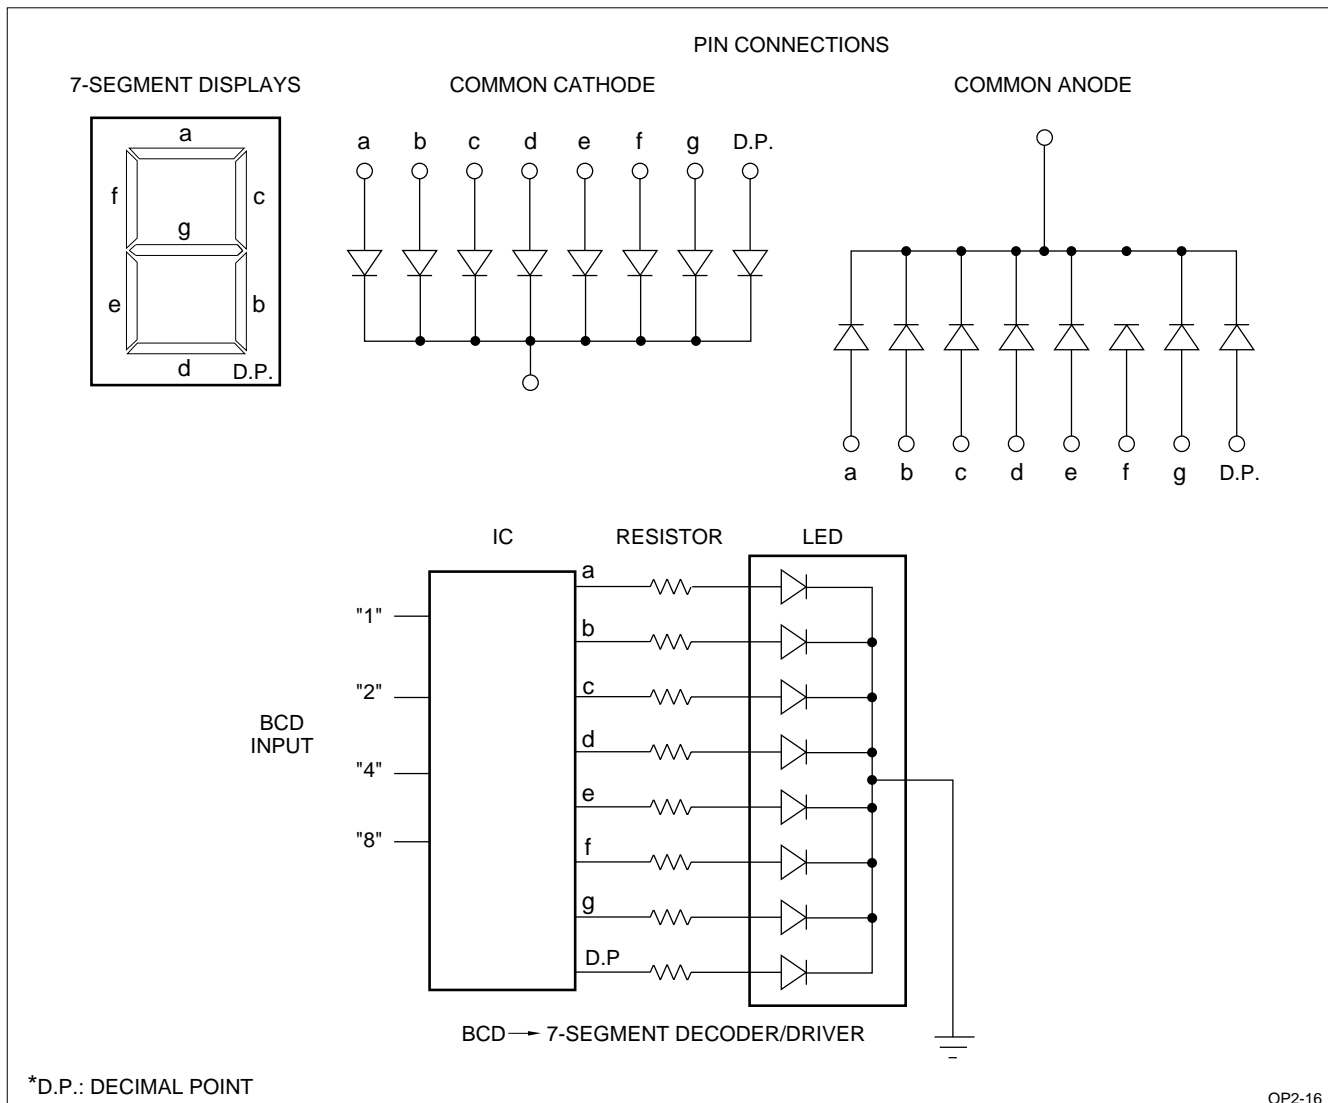 PIN CONNECTIONS
7-SEGMENT DISPLAYS
COMMON CATHODE
COMMON ANODE
a
f
c
g
e
b
d
D.P.
a b c d e f g D.P.
a b c d e f g D.P.
IC
RESISTOR
LED
BCD
INPUT
"1"
"2"
"4"
"8"
a
b
c
d
e
f
g
D.P
BCD → 7-SEGMENT DECODER/DRIVER
*D.P.: DECIMAL POINT
OP2-16